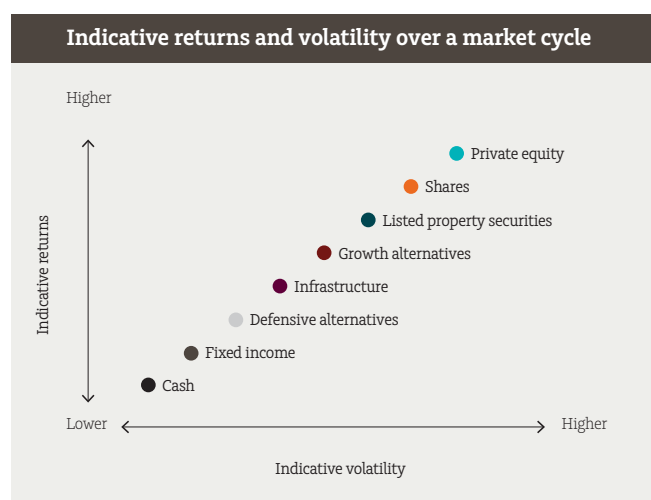 Indicative returns and volatility over a market cycle
Higher
Private equity
Shares
Listed property securities
Growth alternatives
Infrastructure
Defensive alternatives
Fixed income
Cash
Indicative returns
Lower
Higher
Indicative volatility